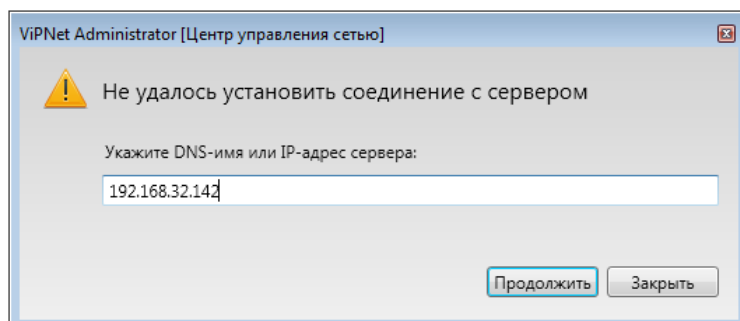 ViPNet Administrator [Центр управления сетью]
Не удалось установить соединение с сервером
Укажите DNS-имя или IP-адрес сервера:
192.168.32.142
Продолжить Закрыть